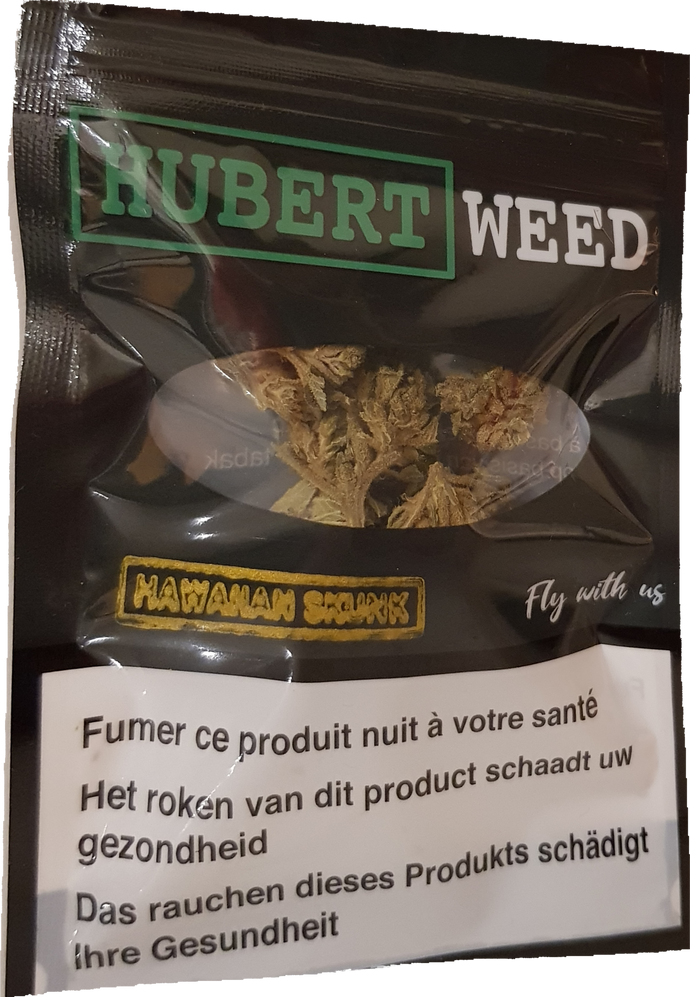 HUBERT WEED
HAWAIIAN SKUNK
Fly with us
Fumer ce produit nuit à votre santé
Het roken van dit product schaadt uw
gezondheid
Das rauchen dieses Produkts schädigt
Ihre Gesundheit